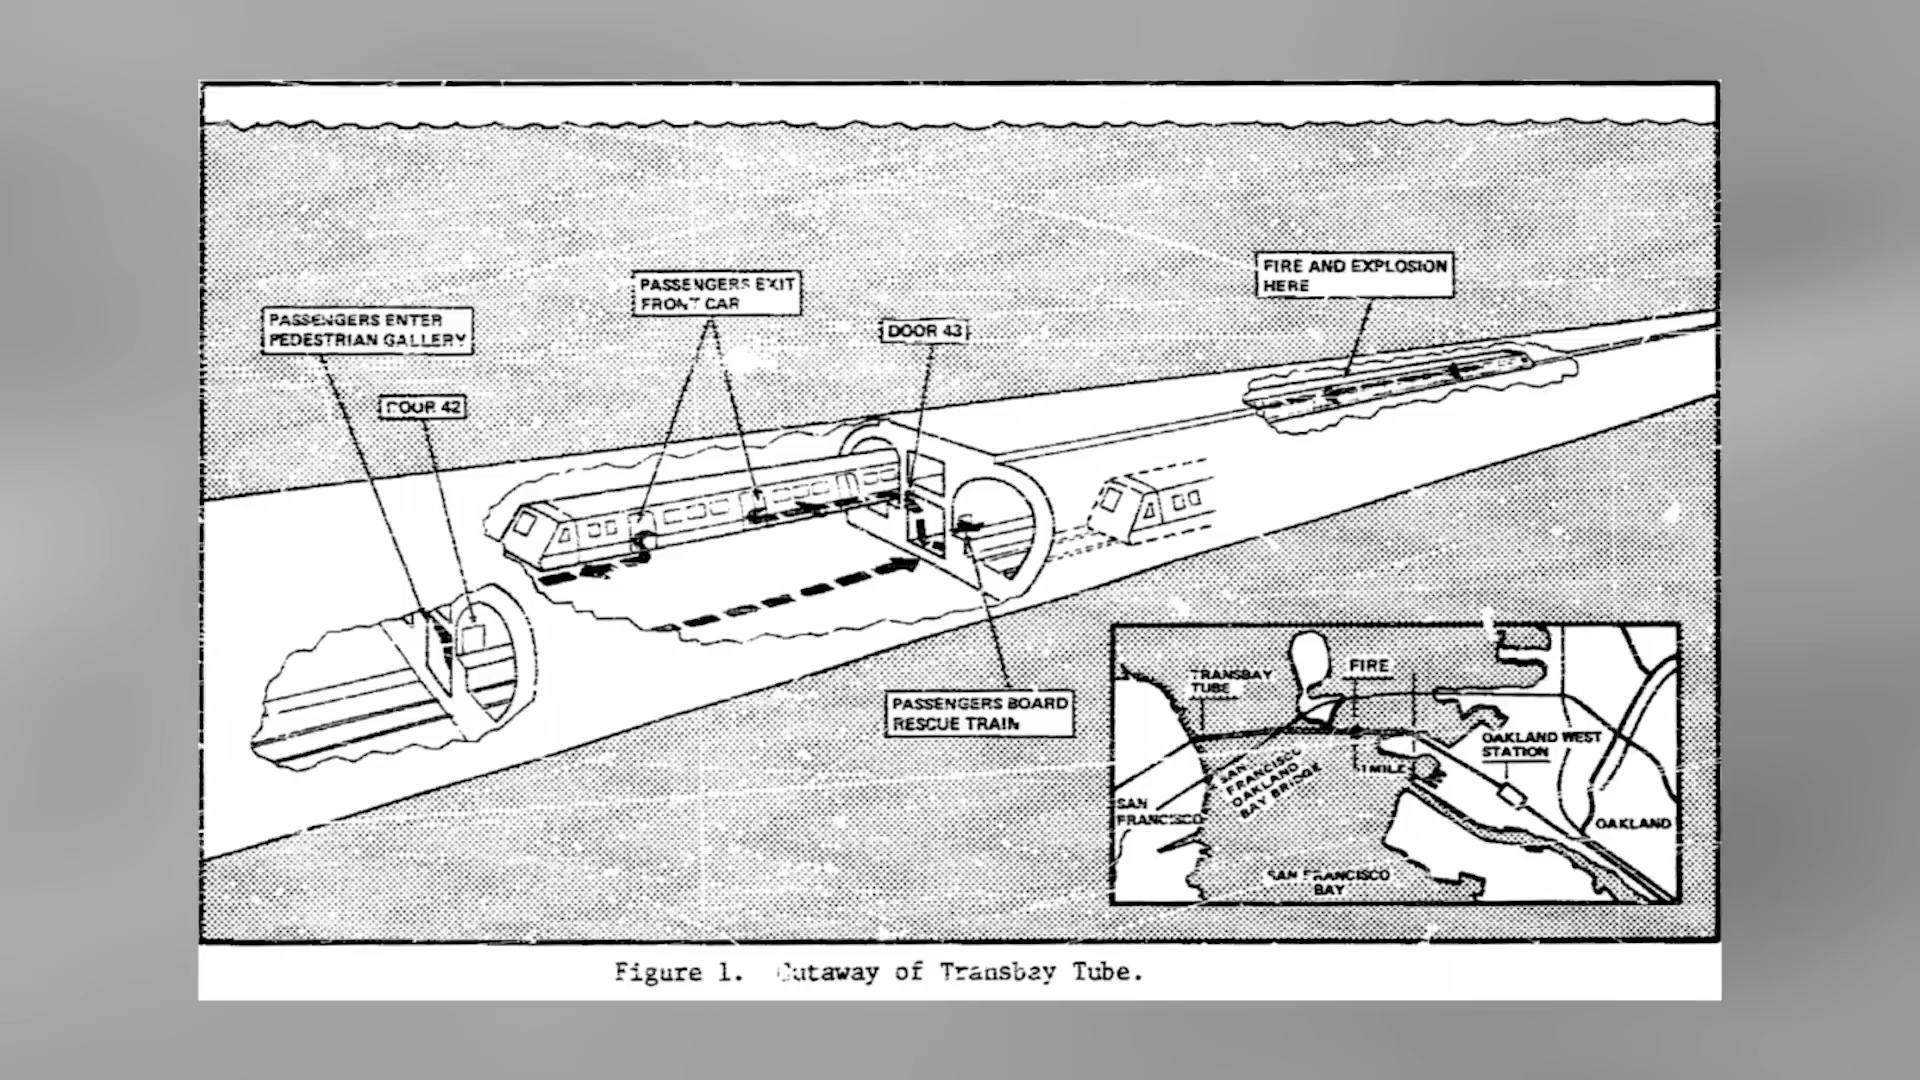 PASSENGERS EXIT
FRONT CAR
FIRE AND EXPLOSION
HERE
PASSENGERS ENTER
PEDESTRIAN GALLERY
DOOR 43
DOOR 42
PASSENGERS BOARD
RESCUE TRAIN
TRANSBAY
TUBE
FIRE
OAKLAND WEST
STATION
1 MILE
SAN
FRANCISCO
OAKLAND
BAY BRIDGE
SAN
FRANCISCO
OAKLAND
SAN FRANCISCO
BAY
Figure 1. Cutaway of Transbay Tube.